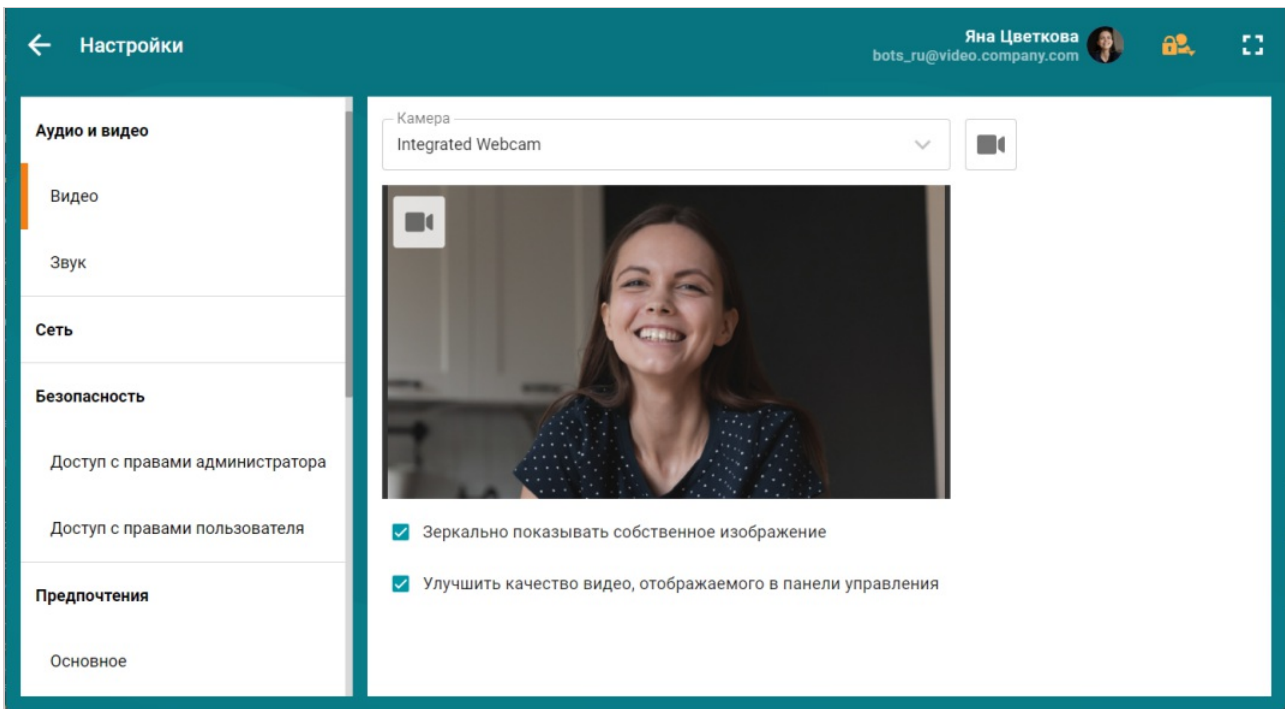 Настройки
Яна Цветкова
bots_ru@video.company.com
Аудио и видео
Видео
Звук
Сеть
Безопасность
Доступ с правами администратора
Доступ с правами пользователя
Предпочтения
Основное
Камера
Integrated Webcam
Зеркально показывать собственное изображение
Улучшить качество видео, отображаемого в панели управления